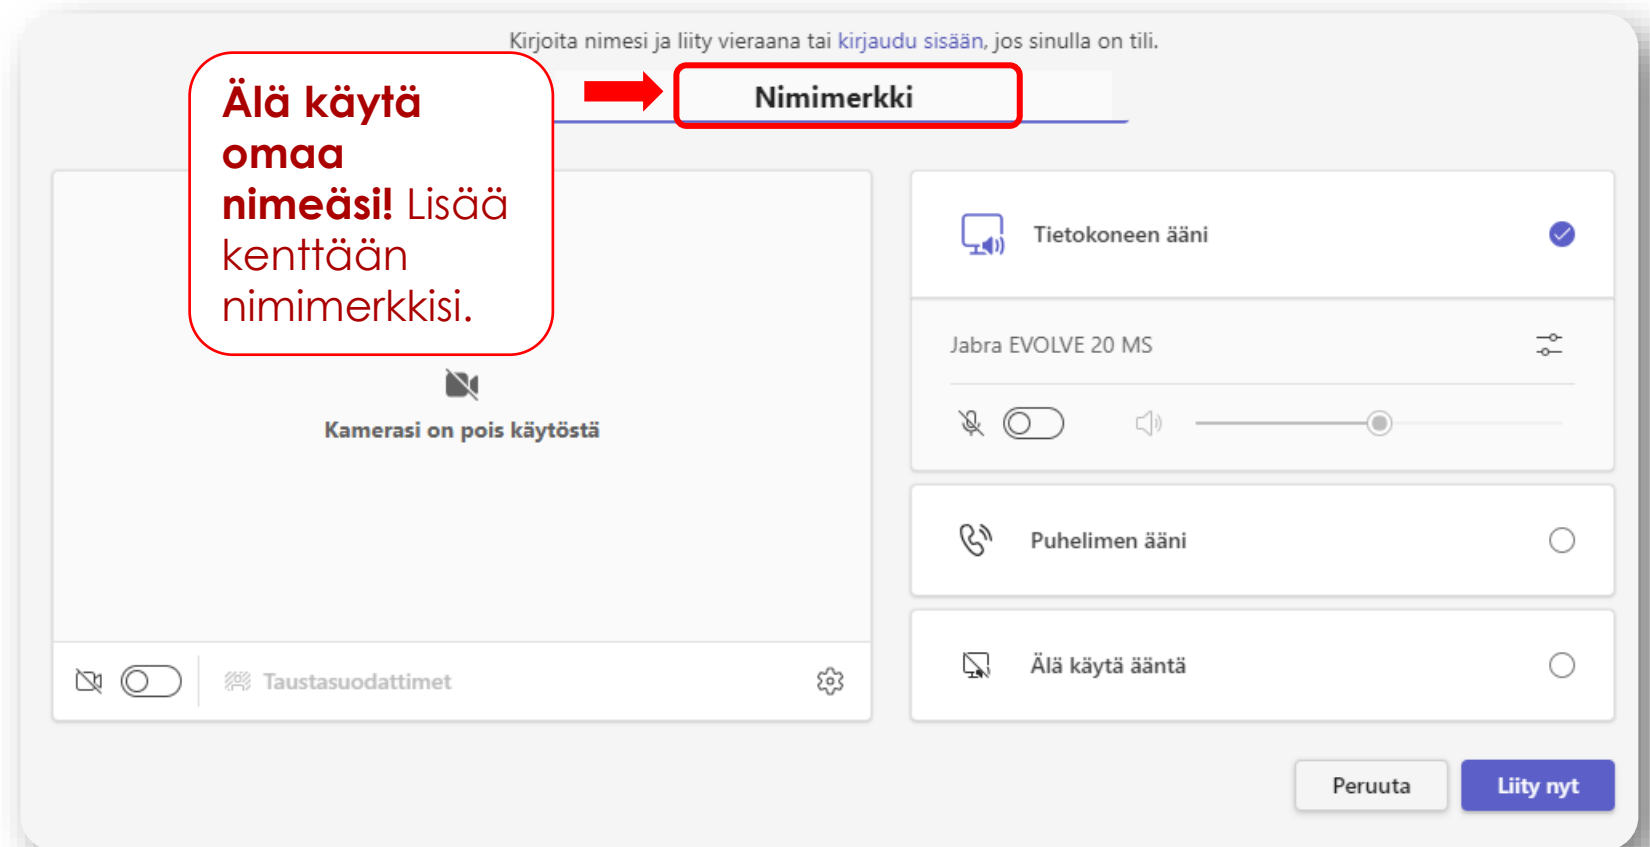 Kirjoita nimesi ja liity vieraana tai kirjaudu sisään, jos sinulla on tili.
Nimimerkki
Älä käytä
omaa
nimeäsi! Lisää
kenttään
nimimerkkisi.
Kamerasi on pois käytöstä
Taustasuodattimet
Tietokoneen ääni
Jabra EVOLVE 20 MS
Puhelimen ääni
Älä käytä ääntä
Peruuta
Liity nyt